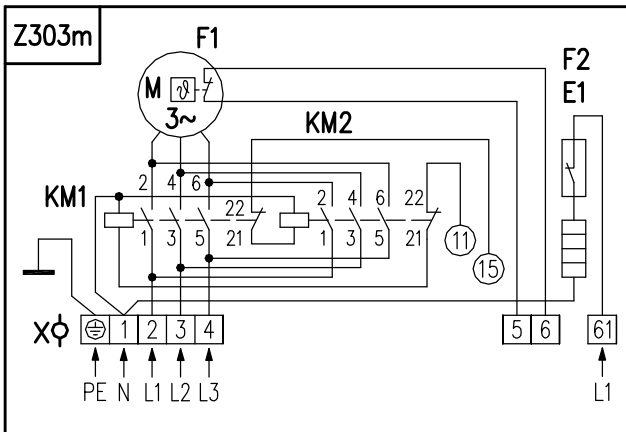 Z303m
F1
F2
E1
M ϑ
3~
KM2
KM1
2 4 6 22 2 4 6 22
1 3 5 21 1 3 5 21
11
15
X 1 2 3 4 5 6 61
PE N L1 L2 L3 L1